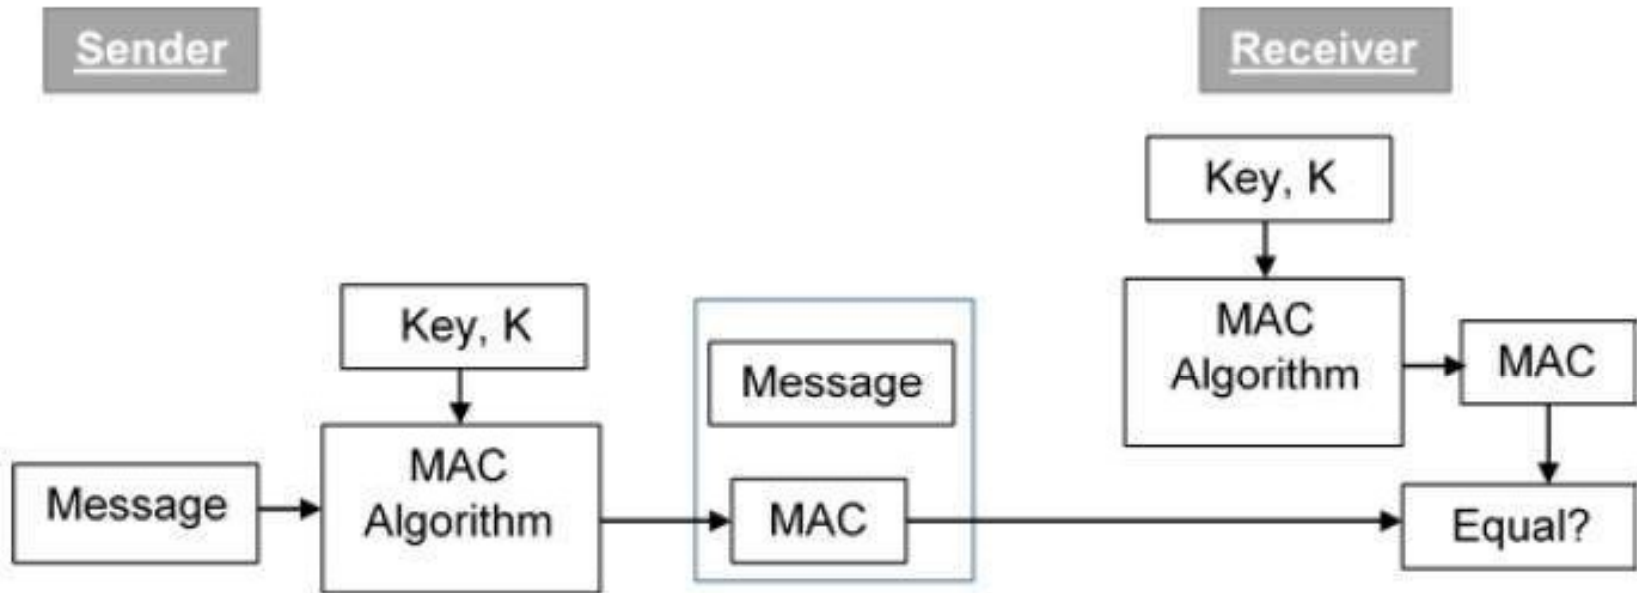 Sender
Receiver
Key, K
MAC
Algorithm
MAC
Key, K
Message
Message
MAC
Algorithm
MAC
Equal?